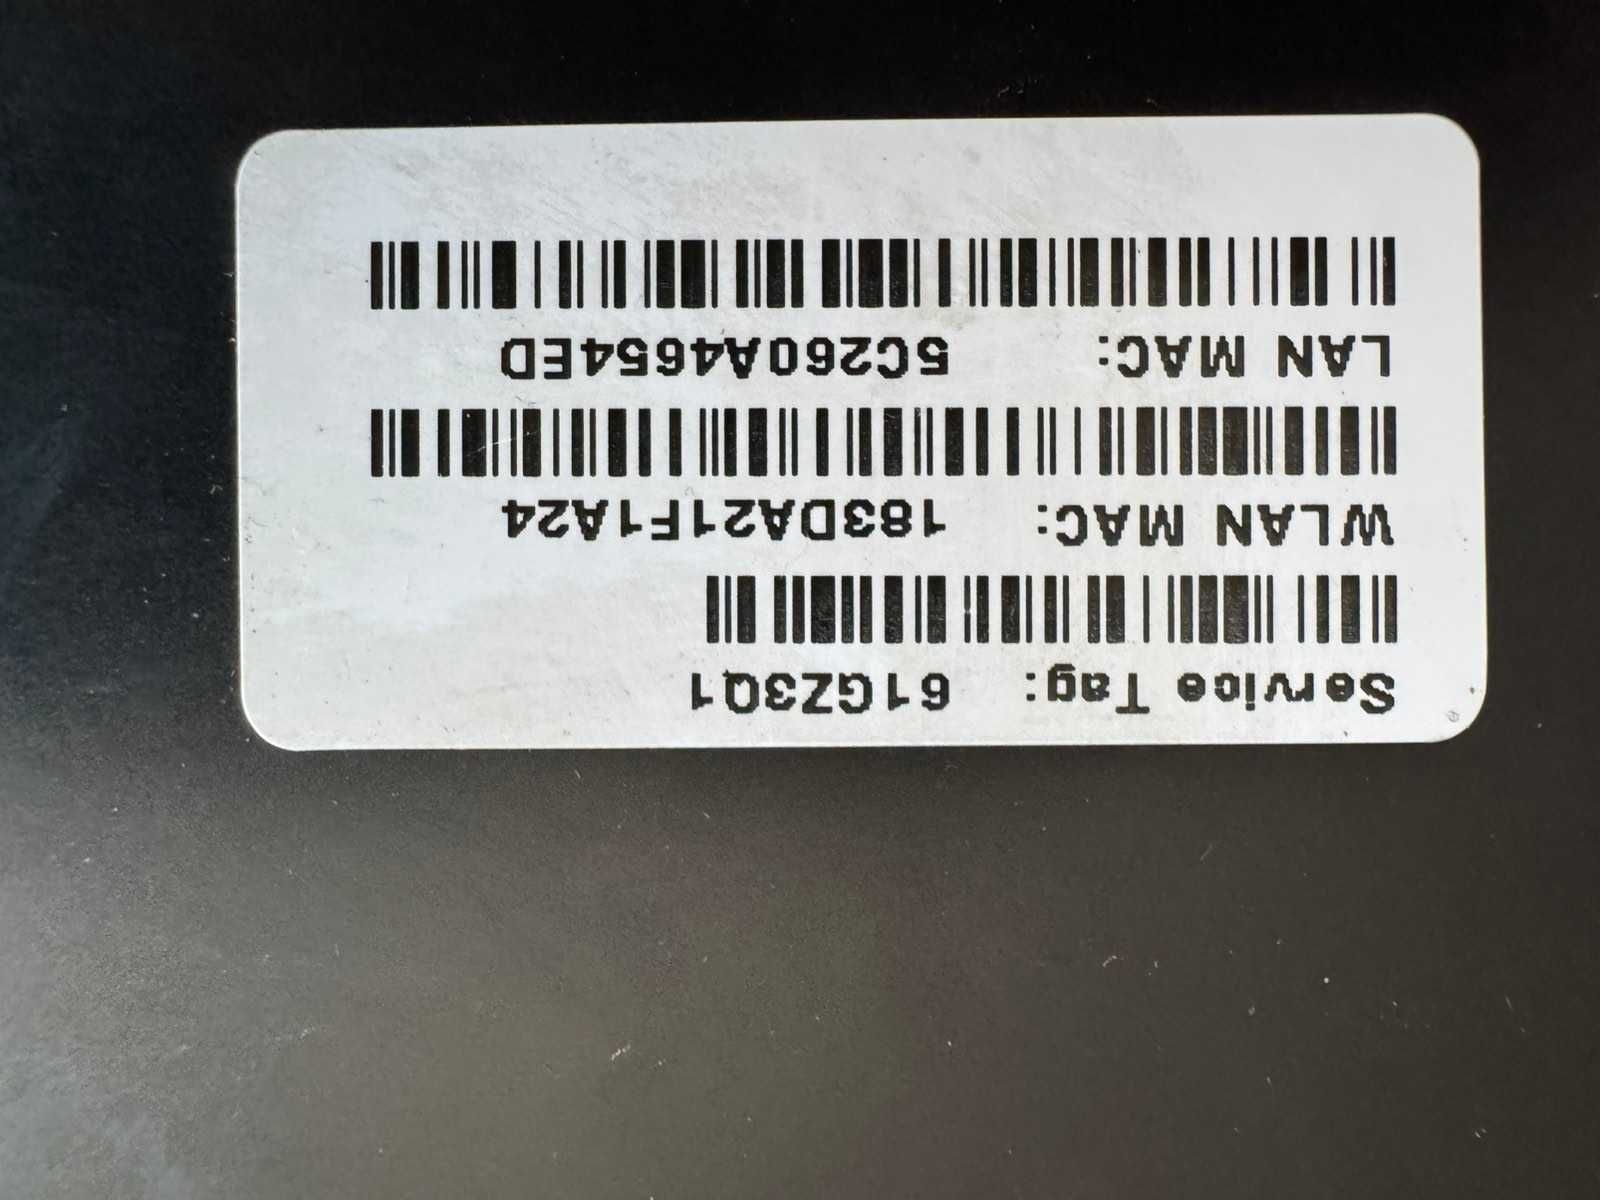 Service Tag: 61GZ3Q1
WLAN MAC: 183DA21F1A24
LAN MAC: 5C260A4654ED